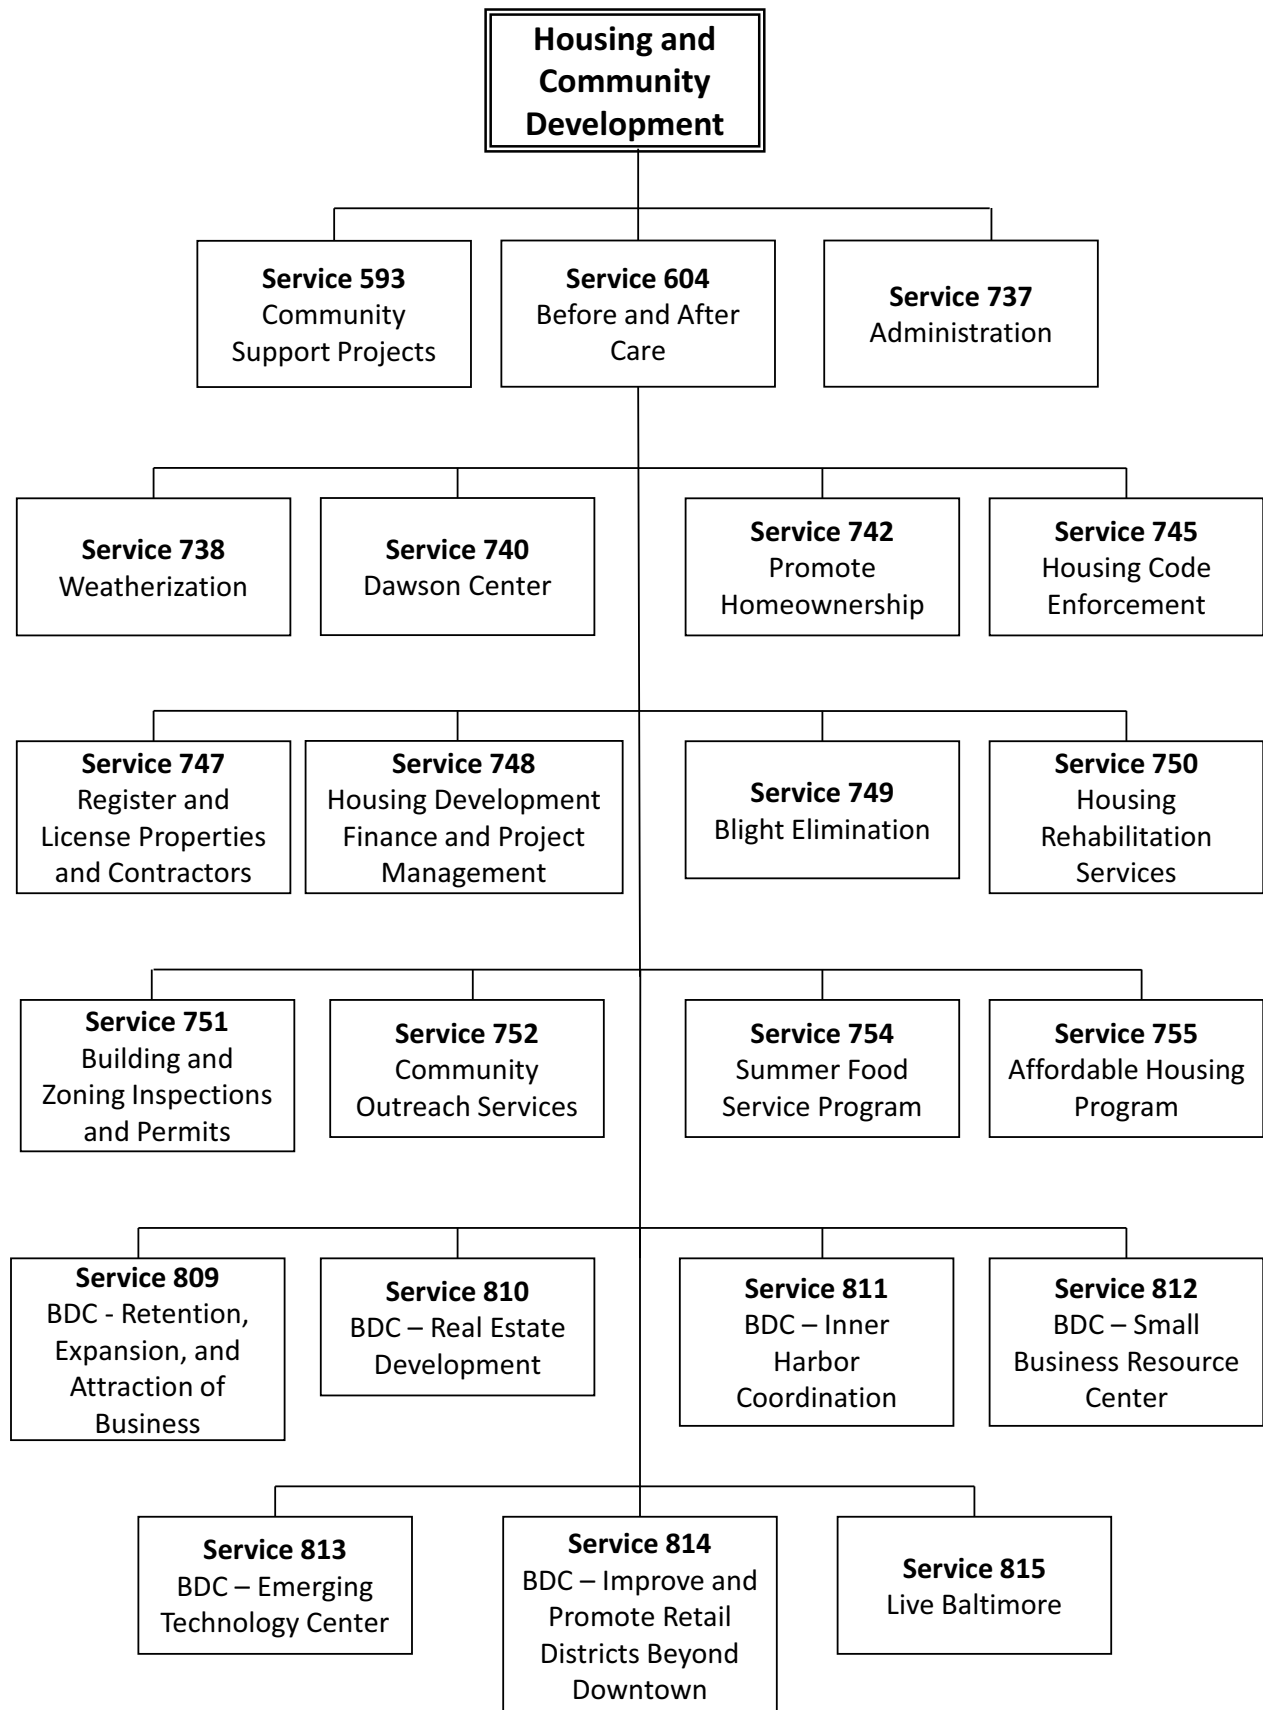 Housing and
Community
Development
Service 593
Community
Support Projects
Service 604
Before and After
Care
Service 737
Administration
Service 738
Weatherization
Service 740
Dawson Center
Service 742
Promote
Homeownership
Service 745
Housing Code
Enforcement
Service 747
Register and
License Properties
and Contractors
Service 748
Housing Development
Finance and Project
Management
Service 749
Blight Elimination
Service 750
Housing
Rehabilitation
Services
Service 751
Building and
Zoning Inspections
and Permits
Service 752
Community
Outreach Services
Service 754
Summer Food
Service Program
Service 755
Affordable Housing
Program
Service 809
BDC - Retention,
Expansion, and
Attraction of
Business
Service 810
BDC – Real Estate
Development
Service 811
BDC – Inner
Harbor
Coordination
Service 812
BDC – Small
Business Resource
Center
Service 813
BDC – Emerging
Technology Center
Service 814
BDC – Improve and
Promote Retail
Districts Beyond
Downtown
Service 815
Live Baltimore